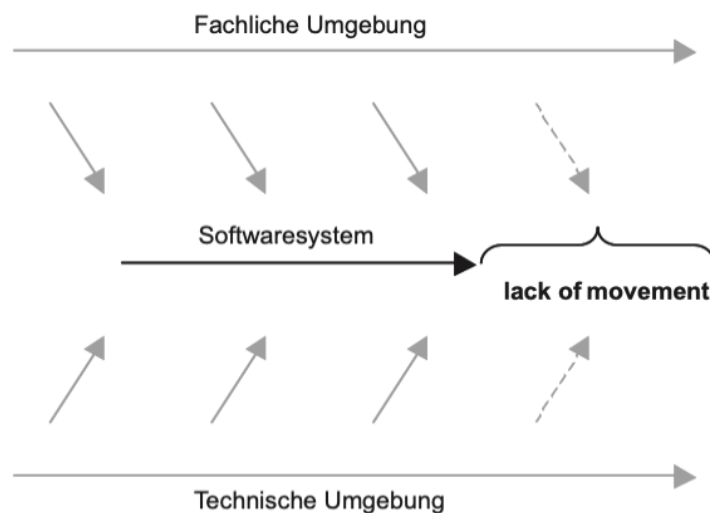 Fachliche Umgebung
Softwaresystem
lack of movement
Technische Umgebung